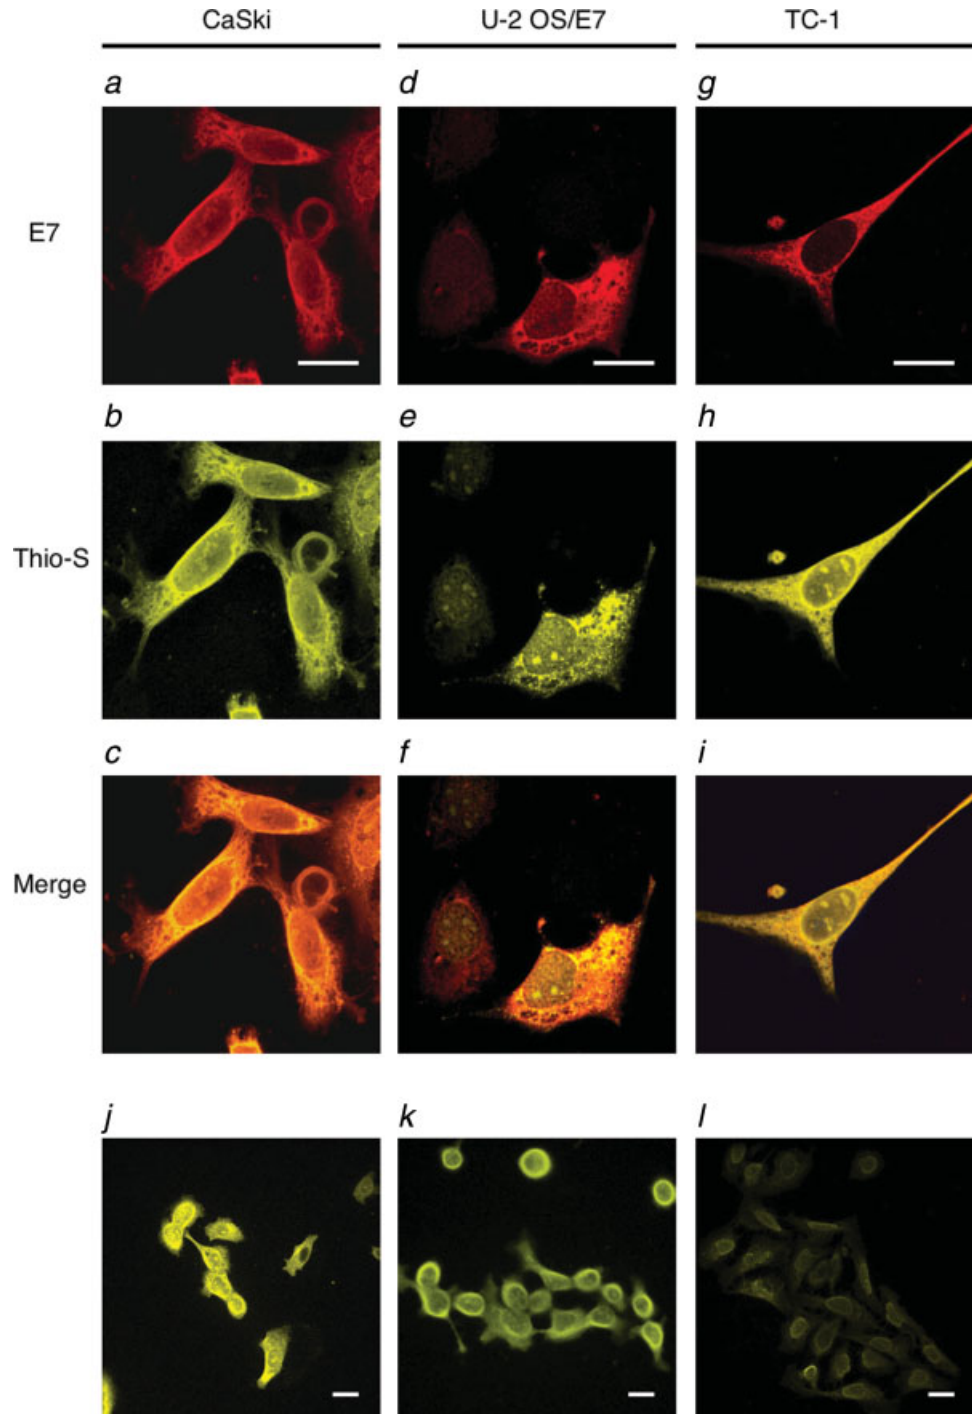 CaSki U-2 OS/E7 TC-1
a d g
E7
b e h
Thio-S
c f i
Merge
j k l